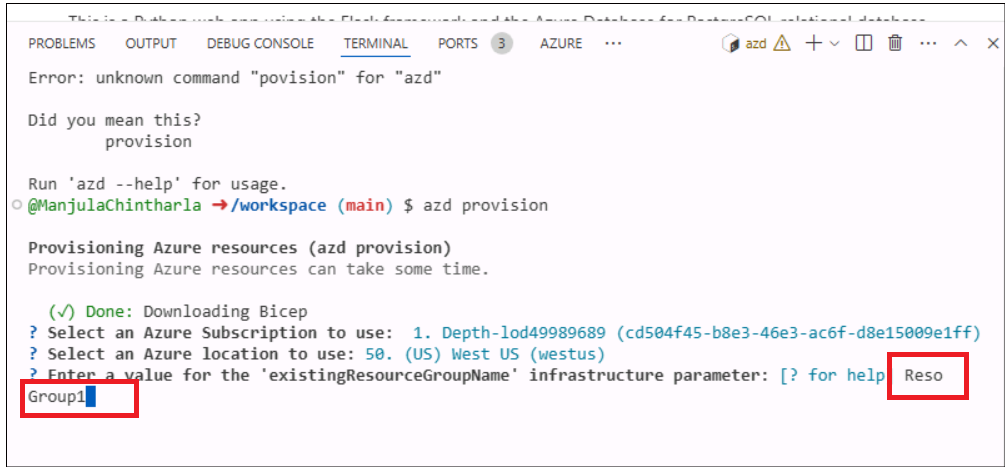 This is a Python web app using the Flask framework and the Azure Database for PostgreSQL relational database
PROBLEMS OUTPUT DEBUG CONSOLE TERMINAL PORTS 3 AZURE ... azd
Error: unknown command "povision" for "azd"
Did you mean this?
provision
Run 'azd --help' for usage.
@ManjulaChintharla ➜ /workspace (main) $ azd provision
Provisioning Azure resources (azd provision)
Provisioning Azure resources can take some time.
(✓) Done: Downloading Bicep
? Select an Azure Subscription to use:  1. Depth-lod49989689 (cd504f45-b8e3-46e3-ac6f-d8e15009e1ff)
? Select an Azure location to use: 50. (US) West US (westus)
? Enter a value for the 'existingResourceGroupName' infrastructure parameter: [? for help Reso
Group1